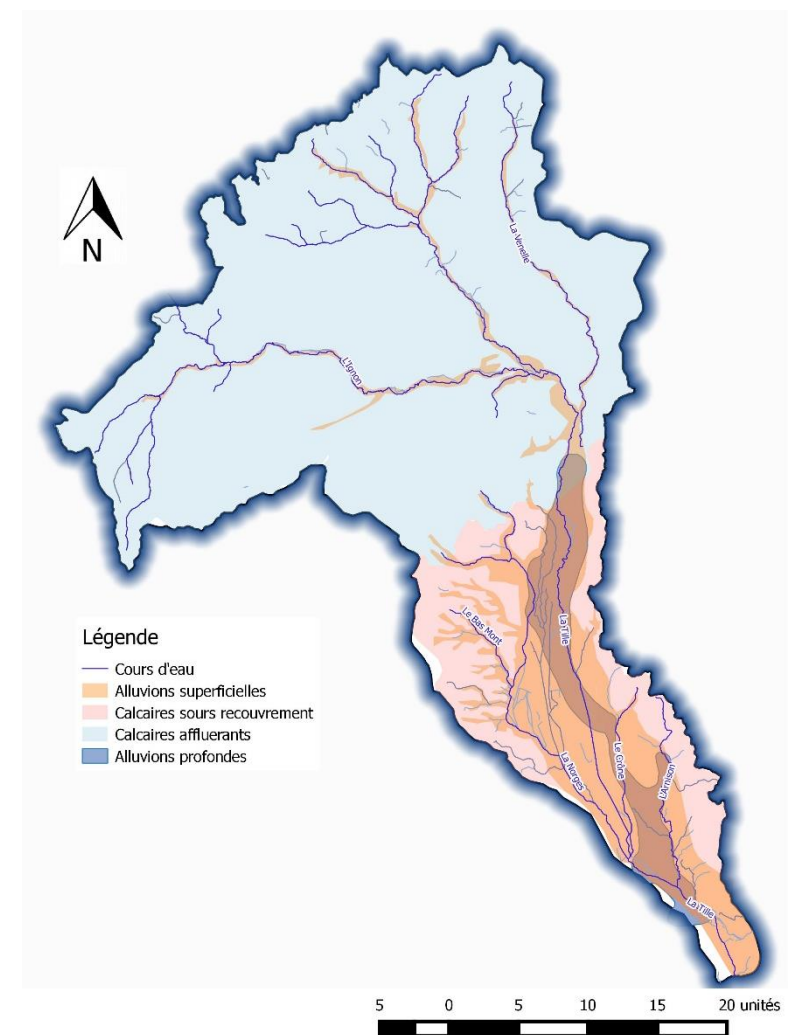 N
La Venelle
L'Ignon
Légende
Cours d'eau
Alluvions superficielles
Calcaires sours recouvrement
Calcaires affluerants
Alluvions profondes
Le Bas Mont
La Tille
La Norges
Le Crône
L'Arnison
La Tille
5 0 5 10 15 20 unités